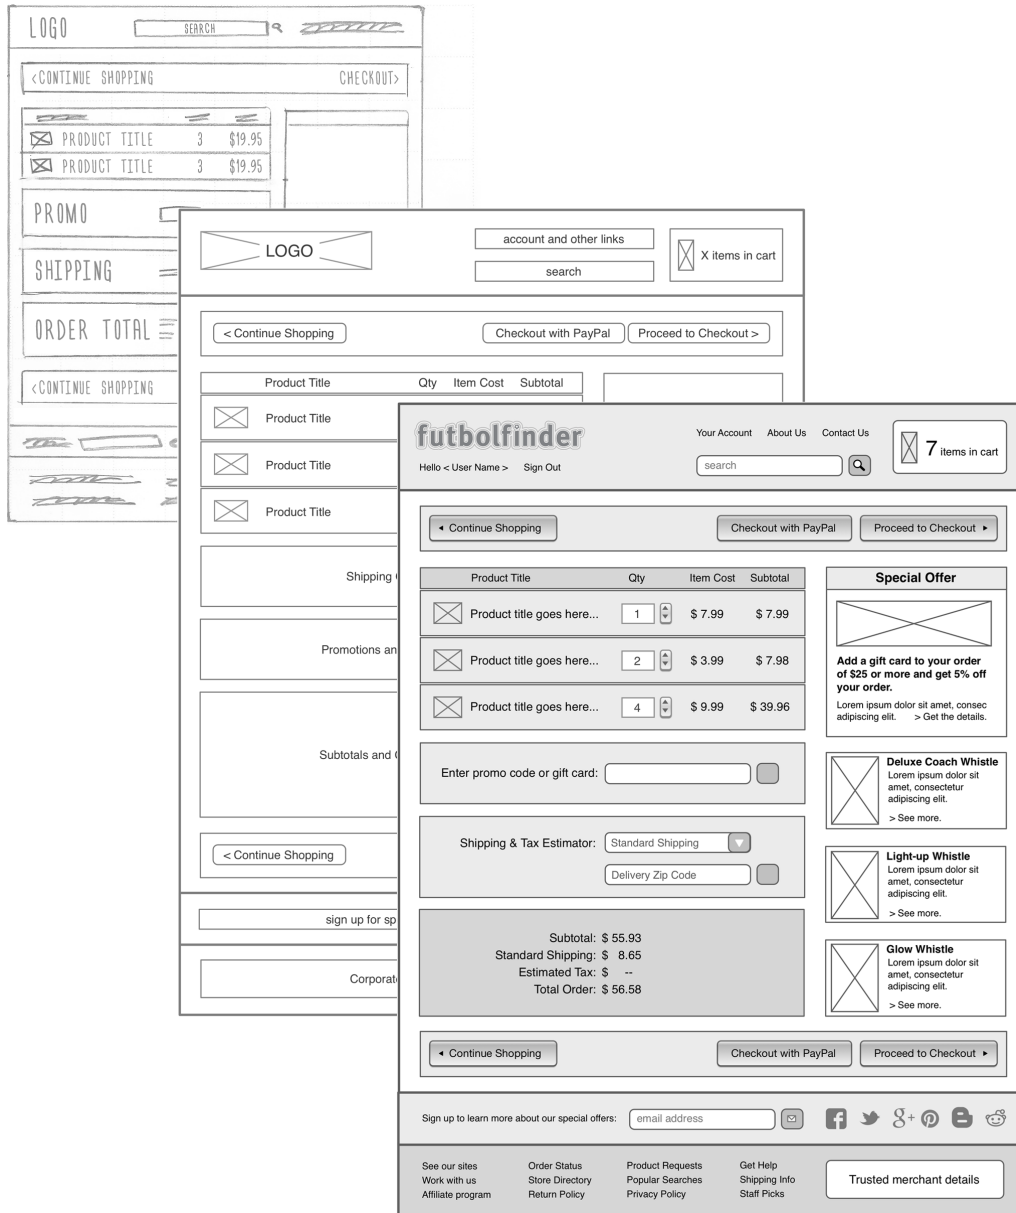 LOGO
SEARCH
<CONTINUE SHOPPING CHECKOUT>
PRODUCT TITLE 3 $19.95
PRODUCT TITLE 3 $19.95
PROMO
SHIPPING
ORDER TOTAL
<CONTINUE SHOPPING
LOGO
account and other links
search
X items in cart
< Continue Shopping Checkout with PayPal Proceed to Checkout >
Product Title Qty Item Cost Subtotal
Product Title
Product Title
Product Title
Shipping
Promotions an
Subtotals and
< Continue Shopping
sign up for sp
Corporat
futbolfinder
Your Account About Us Contact Us
Hello < User Name > Sign Out
search
7 items in cart
Continue Shopping Checkout with PayPal Proceed to Checkout
Product Title Qty Item Cost Subtotal
Product title goes here... 1 $ 7.99 $ 7.99
Product title goes here... 2 $ 3.99 $ 7.98
Product title goes here... 4 $ 9.99 $ 39.96
Enter promo code or gift card:
Shipping & Tax Estimator: Standard Shipping
Delivery Zip Code
Subtotal: $ 55.93
Standard Shipping: $ 8.65
Estimated Tax: $ --
Total Order: $ 56.58
Special Offer
Add a gift card to your order
of $25 or more and get 5% off
your order.
Lorem ipsum dolor sit amet, consec
adipiscing elit. > Get the details.
Deluxe Coach Whistle
Lorem ipsum dolor sit
amet, consectetur
adipiscing elit.
> See more.
Light-up Whistle
Lorem ipsum dolor sit
amet, consectetur
adipiscing elit.
> See more.
Glow Whistle
Lorem ipsum dolor sit
amet, consectetur
adipiscing elit.
> See more.
Continue Shopping Checkout with PayPal Proceed to Checkout
Sign up to learn more about our special offers: email address
See our sites Order Status Product Requests Get Help
Work with us Store Directory Popular Searches Shipping Info
Affiliate program Return Policy Privacy Policy Staff Picks
Trusted merchant details